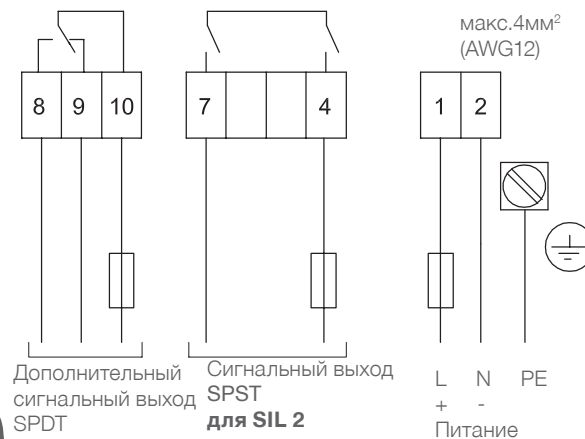 макс.4мм²
(AWG12)
8 9 10
7 4
1 2
Дополнительный
сигнальный выход
SPDT
Сигнальный выход
SPST
для SIL 2
L N PE
+ -
Питание